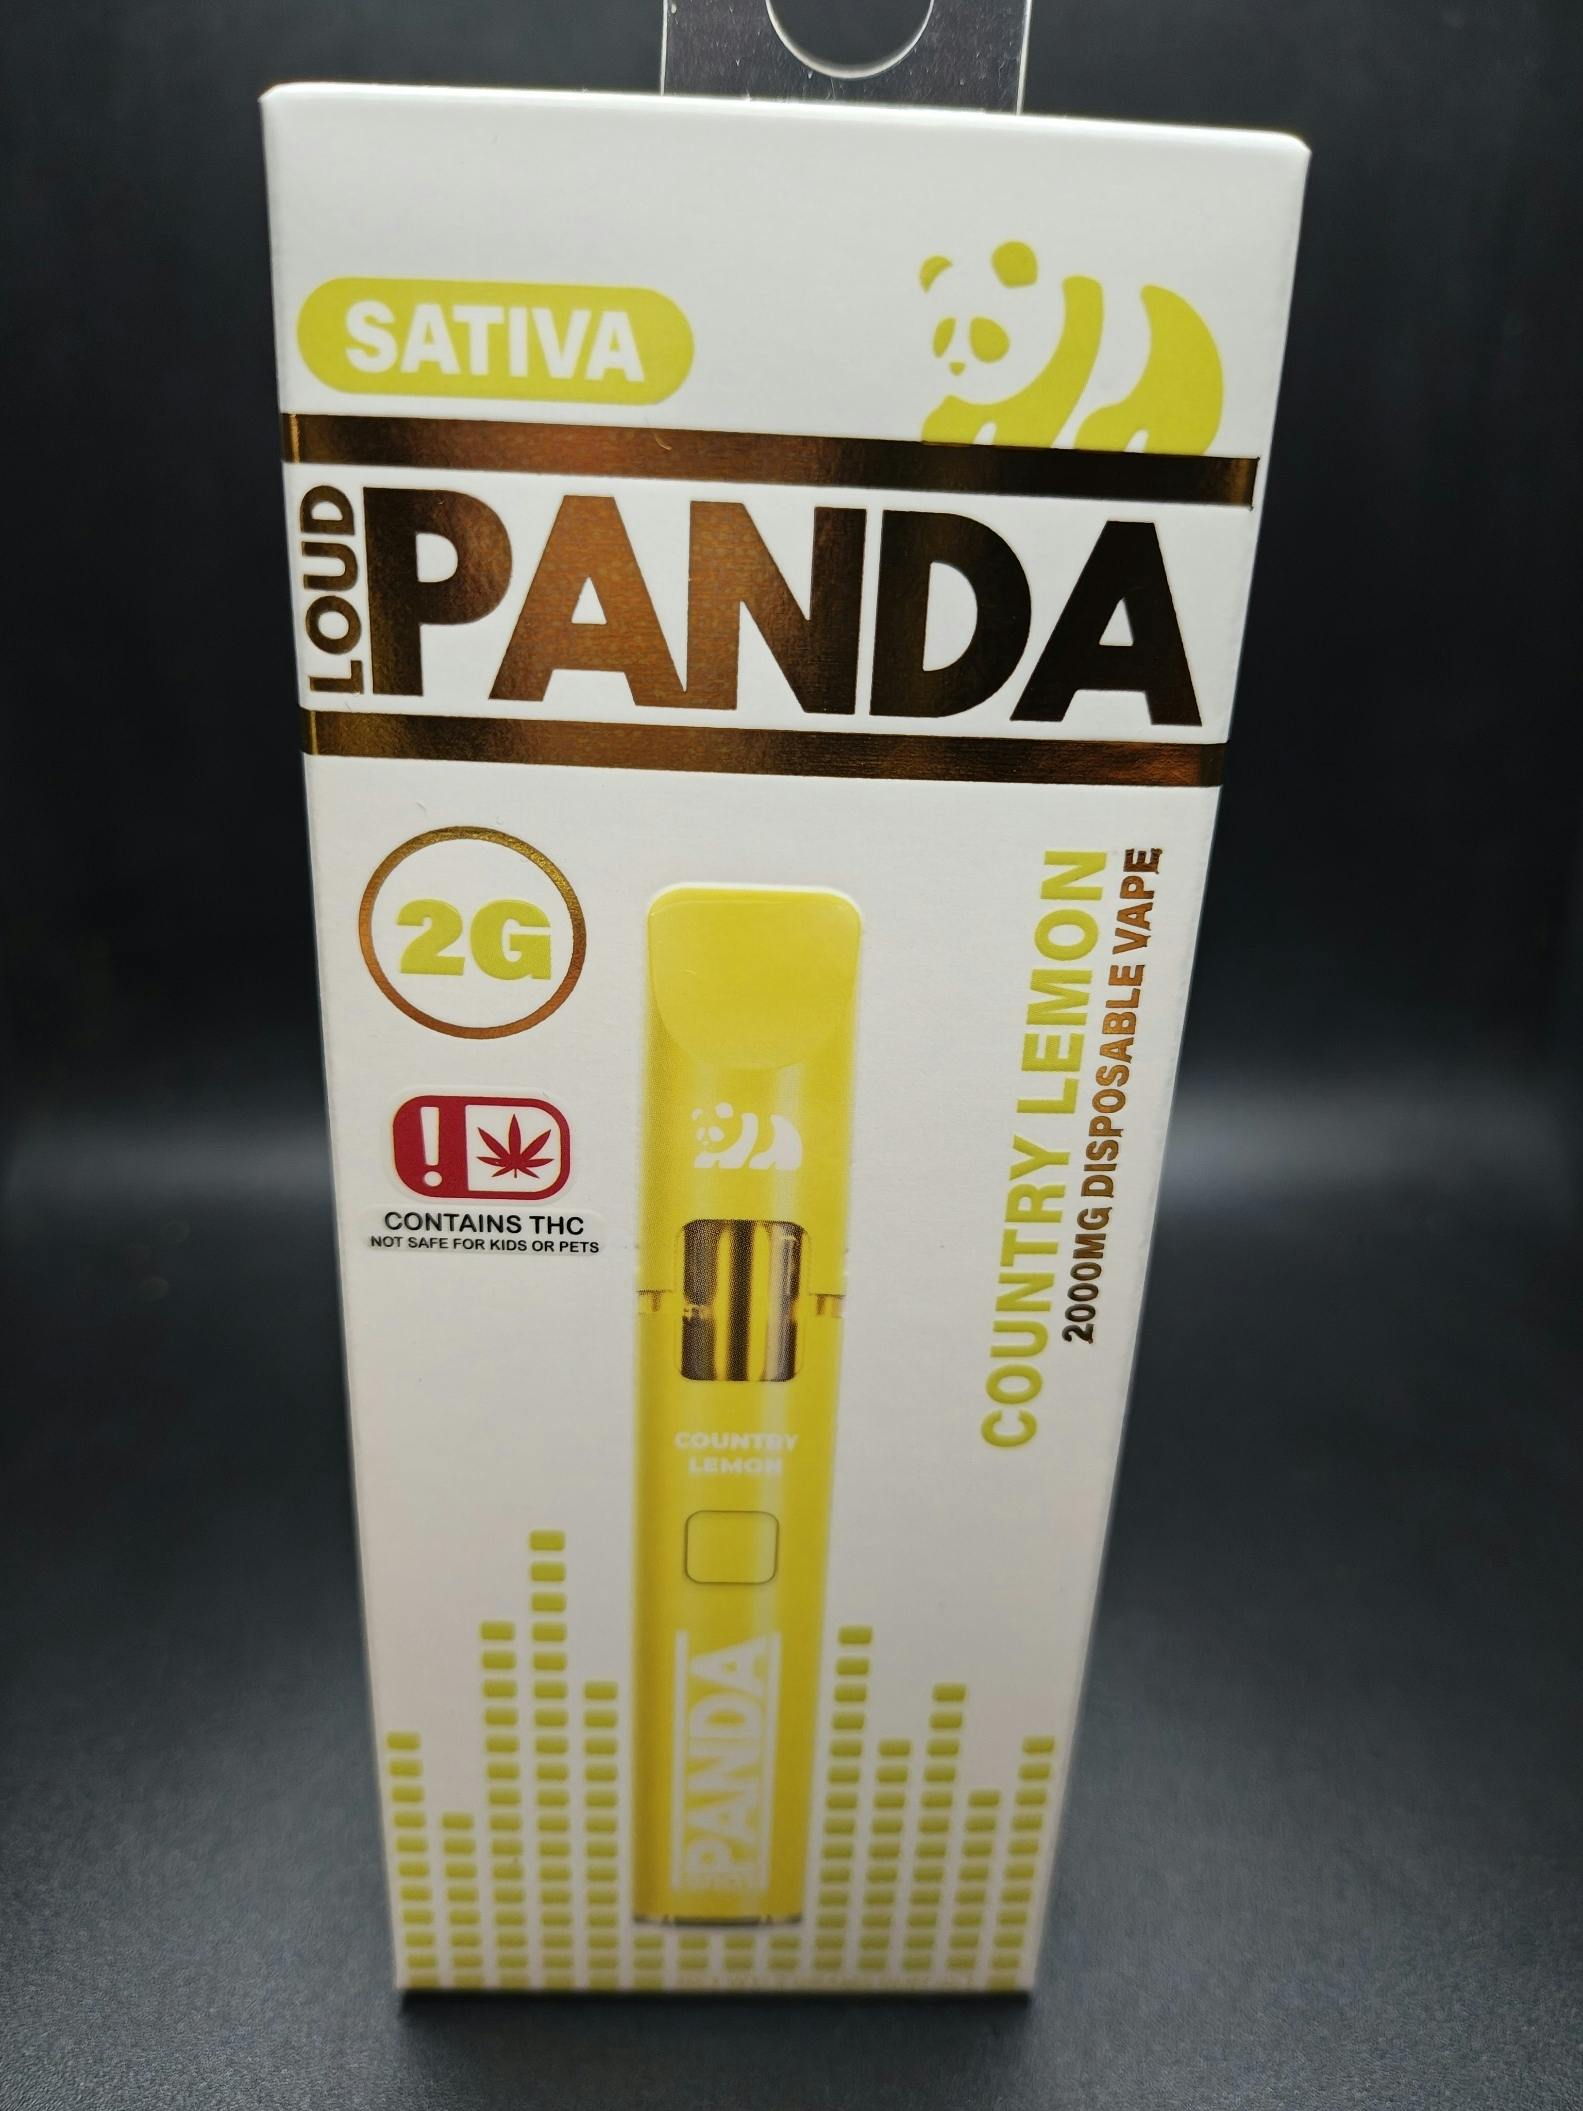 SATIVA
LOUD
PANDA
2G
CONTAINS THC
NOT SAFE FOR KIDS OR PETS
COUNTRY LEMON
2000MG DISPOSABLE VAPE
COUNTRY
LEMON
PANDA